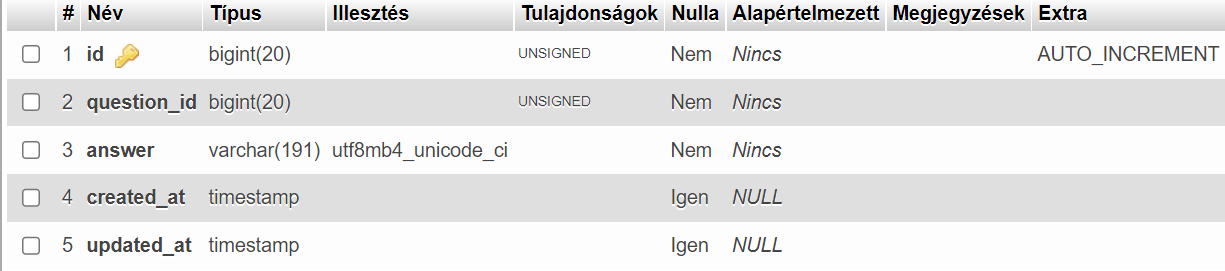 # Név Típus Illesztés Tulajdonságok Nulla Alapértelmezett Megjegyzések Extra
1 id bigint(20) UNSIGNED Nem Nincs AUTO_INCREMENT
2 question_id bigint(20) UNSIGNED Nem Nincs
3 answer varchar(191) utf8mb4_unicode_ci Nem Nincs
4 created_at timestamp Igen NULL
5 updated_at timestamp Igen NULL